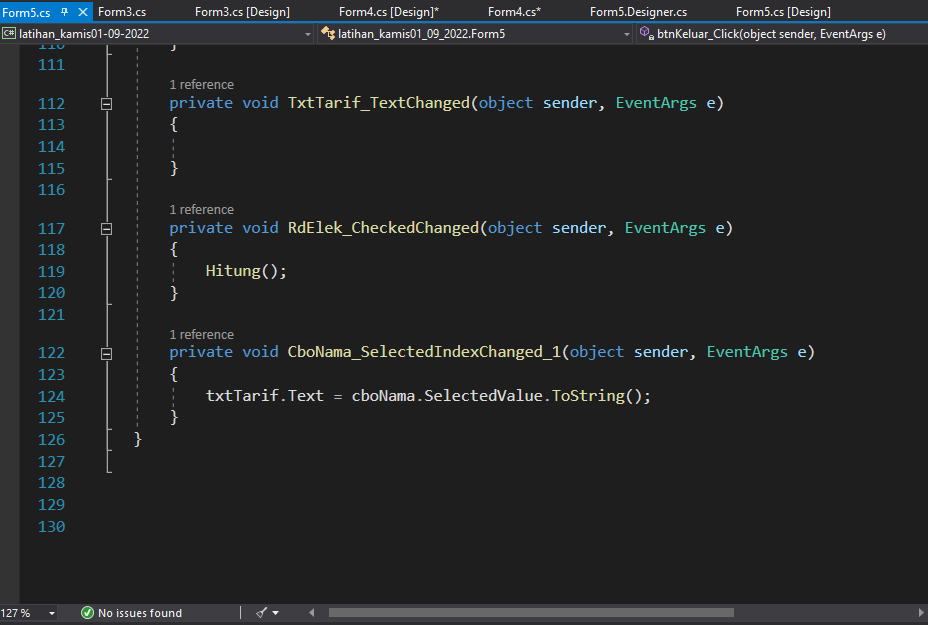 Form5.cs Form3.cs Form3.cs [Design] Form4.cs [Design]* Form4.cs* Form5.Designer.cs Form5.cs [Design]
C# latihan_kamis01-09-2022 latihan_kamis01_09_2022.Form5 btnKeluar_Click(object sender, EventArgs e)
110 }
111
1 reference
112 private void TxtTarif_TextChanged(object sender, EventArgs e)
113 {
114
115 }
116
1 reference
117 private void RdElek_CheckedChanged(object sender, EventArgs e)
118 {
119 Hitung();
120 }
121
1 reference
122 private void CboNama_SelectedIndexChanged_1(object sender, EventArgs e)
123 {
124 txtTarif.Text = cboNama.SelectedValue.ToString();
125 }
126 }
127
128
129
130
127 % No issues found